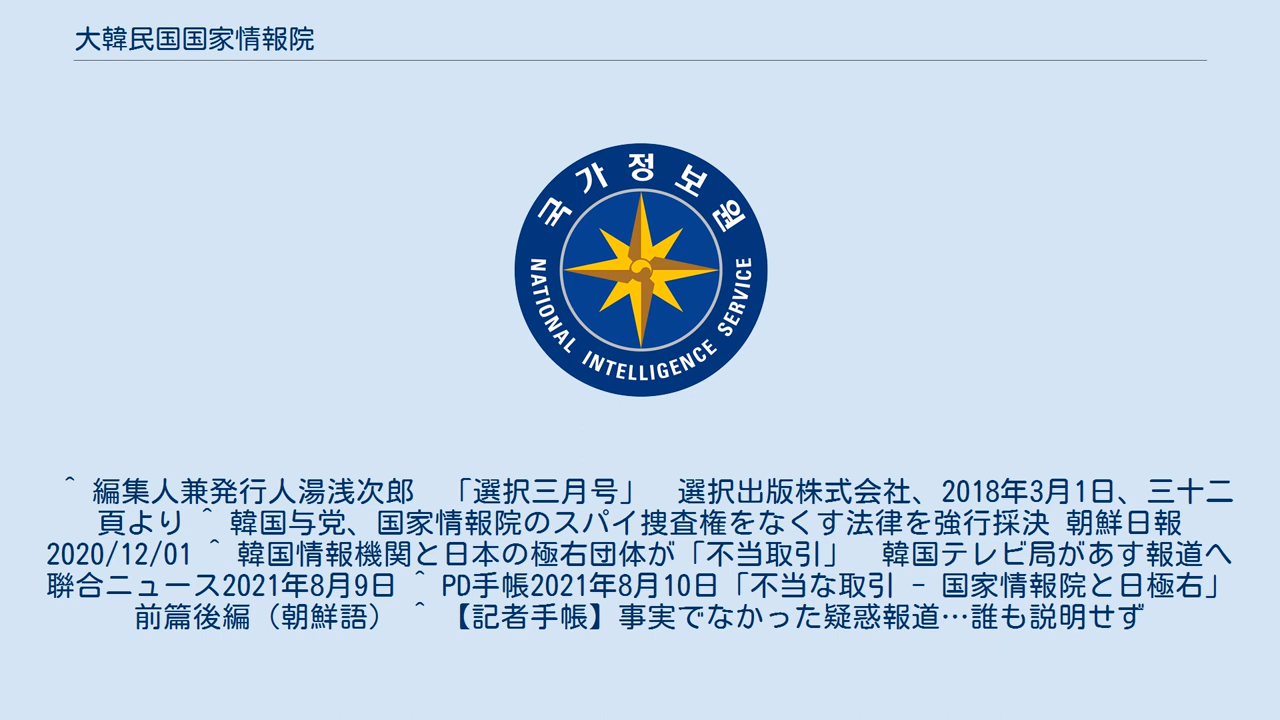 大韓民国国家情報院
국가정보원
NATIONAL INTELLIGENCE SERVICE
^ 編集人兼発行人湯浅次郎　「選択三月号」　選択出版株式会社、2018年3月1日、三十二
頁より ^ 韓国与党、国家情報院のスパイ捜査権をなくす法律を強行採決 朝鮮日報
2020/12/01 ^ 韓国情報機関と日本の極右団体が「不当取引」　韓国テレビ局があす報道へ
聯合ニュース2021年8月9日 ^ PD手帳2021年8月10日「不当な取引 － 国家情報院と日極右」
前篇後編（朝鮮語） ^ 【記者手帳】事実でなかった疑惑報道…誰も説明せず